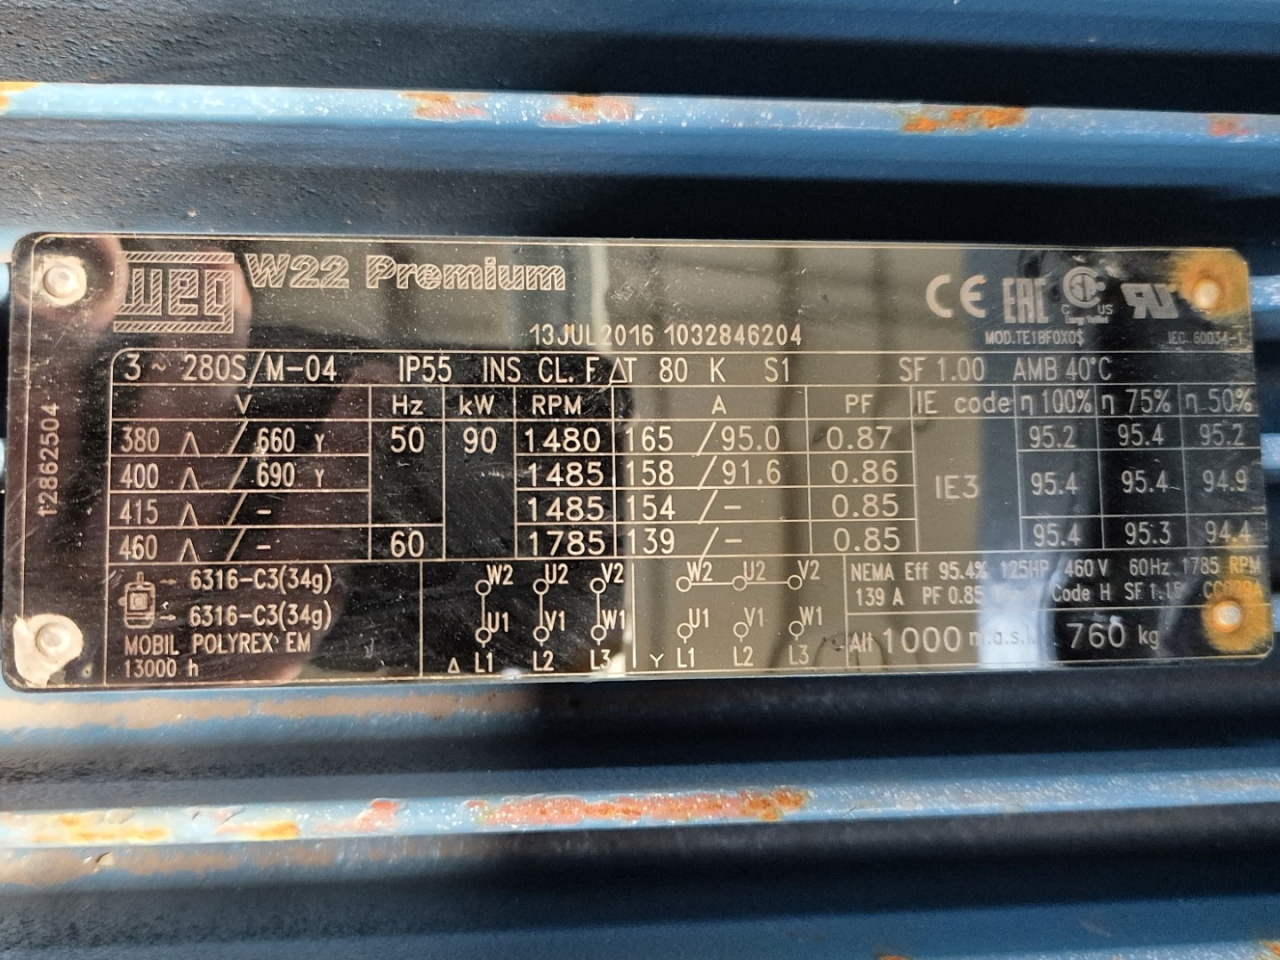 WEG W22 Premium
CE EAC C US
Energy Verified
13JUL2016 1032846204
MOD.TE1BF0X0$ IEC 60034-1
3 ~ 280S/M-04 IP55 INS CL. F ΔT 80 K S1 SF 1.00 AMB 40°C
V Hz kW RPM A PF IE code η 100% η 75% η 50%
380 Δ / 660 Y 50 90 1480 165 / 95.0 0.87 IE3 95.2 95.4 95.2
400 Δ / 690 Y 1485 158 / 91.6 0.86 95.4 95.4 94.9
415 Δ / - 1485 154 / - 0.85
460 Δ / - 60 1785 139 / - 0.85 95.4 95.3 94.4
12862504
→ 6316-C3(34g)
→ 6316-C3(34g)
MOBIL POLYREX EM
13000 h
W2 U2 V2
U1 V1 W1
Δ L1 L2 L3
W2 U2 V2
U1 V1 W1
Y L1 L2 L3
NEMA Eff 95.4% 125HP 460 V 60Hz 1785 RPM
139 A PF 0.85 Code H SF 1.15
Alt 1000 m.a.s.l. 760 kg